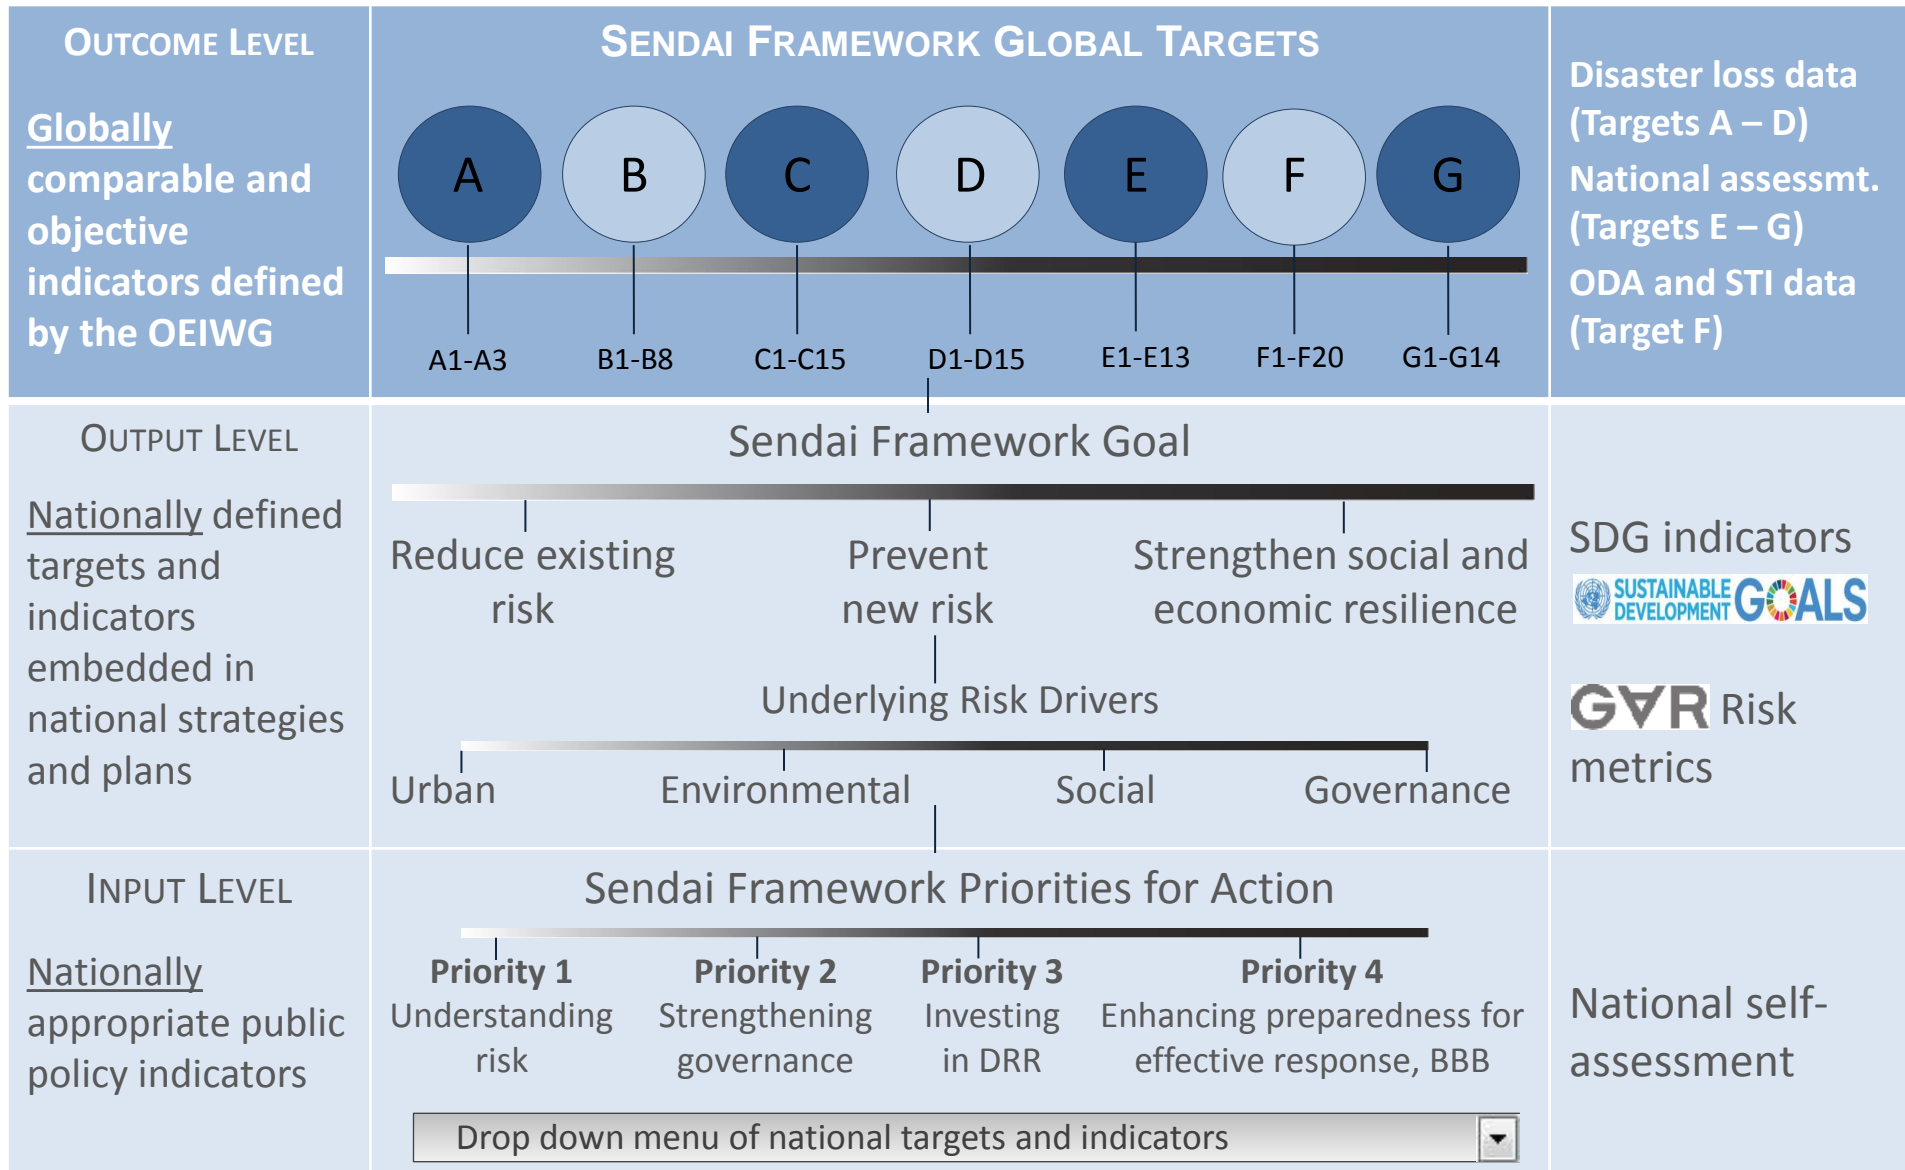 OUTCOME LEVEL
Globally
comparable and
objective
indicators defined
by the OEIWG
SENDAI FRAMEWORK GLOBAL TARGETS
A B C D E F G
A1-A3 B1-B8 C1-C15 D1-D15 E1-E13 F1-F20 G1-G14
Disaster loss data
(Targets A – D)
National assessmt.
(Targets E – G)
ODA and STI data
(Target F)
OUTPUT LEVEL
Nationally defined
targets and
indicators
embedded in
national strategies
and plans
Sendai Framework Goal
Reduce existing
risk
Prevent
new risk
Strengthen social and
economic resilience
Underlying Risk Drivers
Urban Environmental Social Governance
SDG indicators
SUSTAINABLE
DEVELOPMENT GOALS
GAR Risk
metrics
INPUT LEVEL
Nationally
appropriate public
policy indicators
Sendai Framework Priorities for Action
Priority 1
Understanding
risk
Priority 2
Strengthening
governance
Priority 3
Investing
in DRR
Priority 4
Enhancing preparedness for
effective response, BBB
Drop down menu of national targets and indicators
National self-
assessment